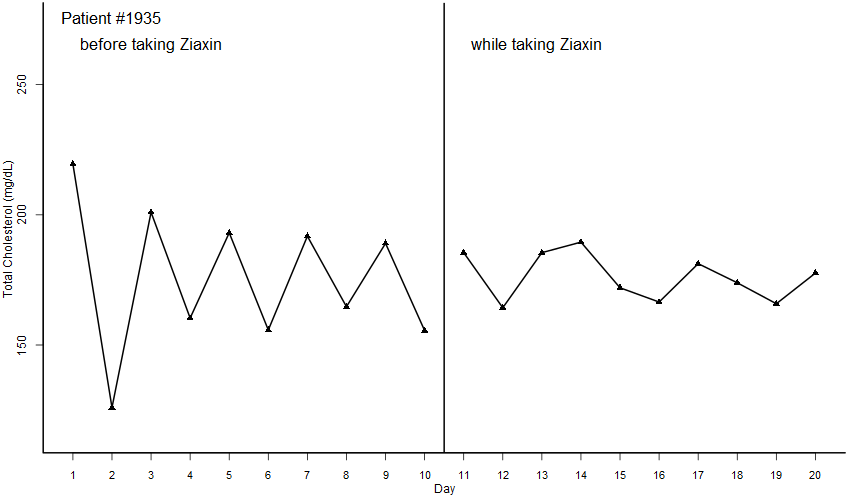 Patient #1935
before taking Ziaxin
while taking Ziaxin
Total Cholesterol (mg/dL)
250
200
150
1 2 3 4 5 6 7 8 9 10 11 12 13 14 15 16 17 18 19 20
Day